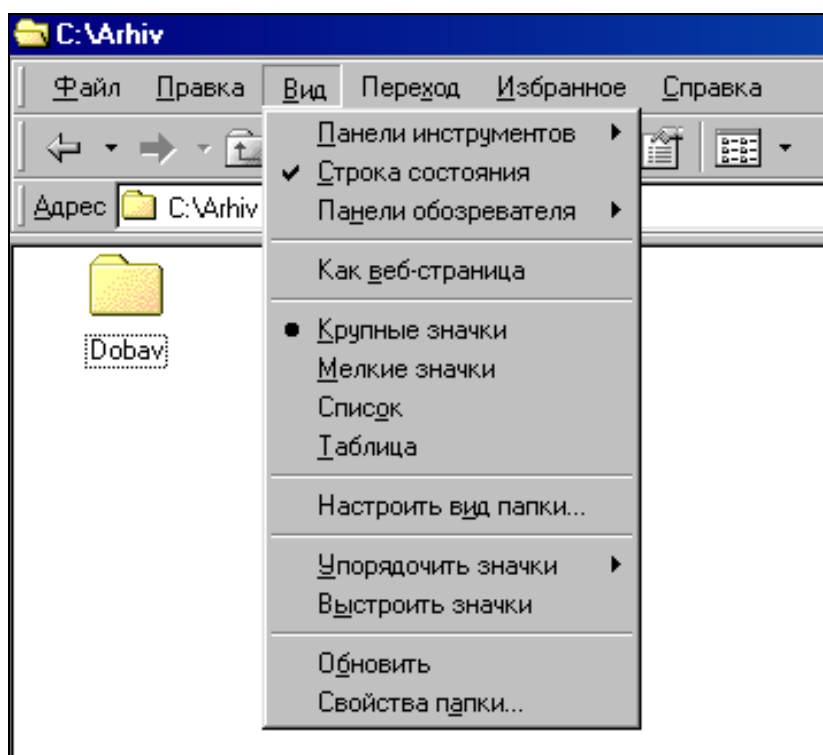 C:\Arhiv
Файл Правка Вид Переход Избранное Справка
Адрес C:\Arhiv
Dobav
Панели инструментов
Строка состояния
Панели обозревателя
Как веб-страница
Крупные значки
Мелкие значки
Список
Таблица
Настроить вид папки...
Упорядочить значки
Выстроить значки
Обновить
Свойства папки...